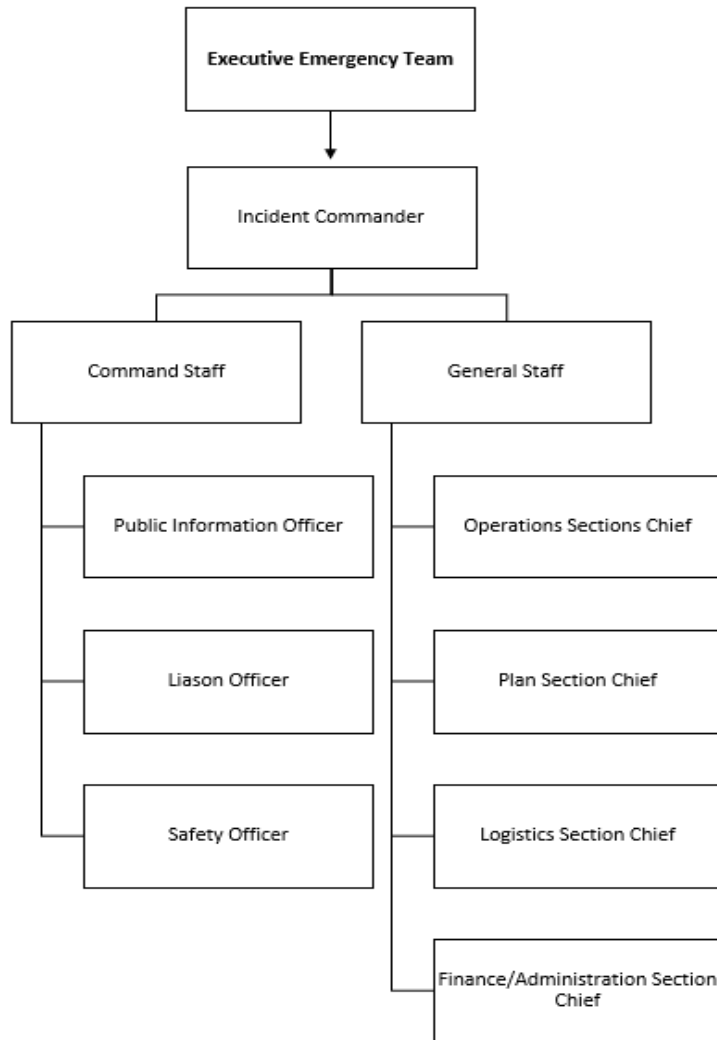 Executive Emergency Team
Incident Commander
Command Staff
General Staff
Public Information Officer
Operations Sections Chief
Liason Officer
Plan Section Chief
Safety Officer
Logistics Section Chief
Finance/Administration Section
Chief